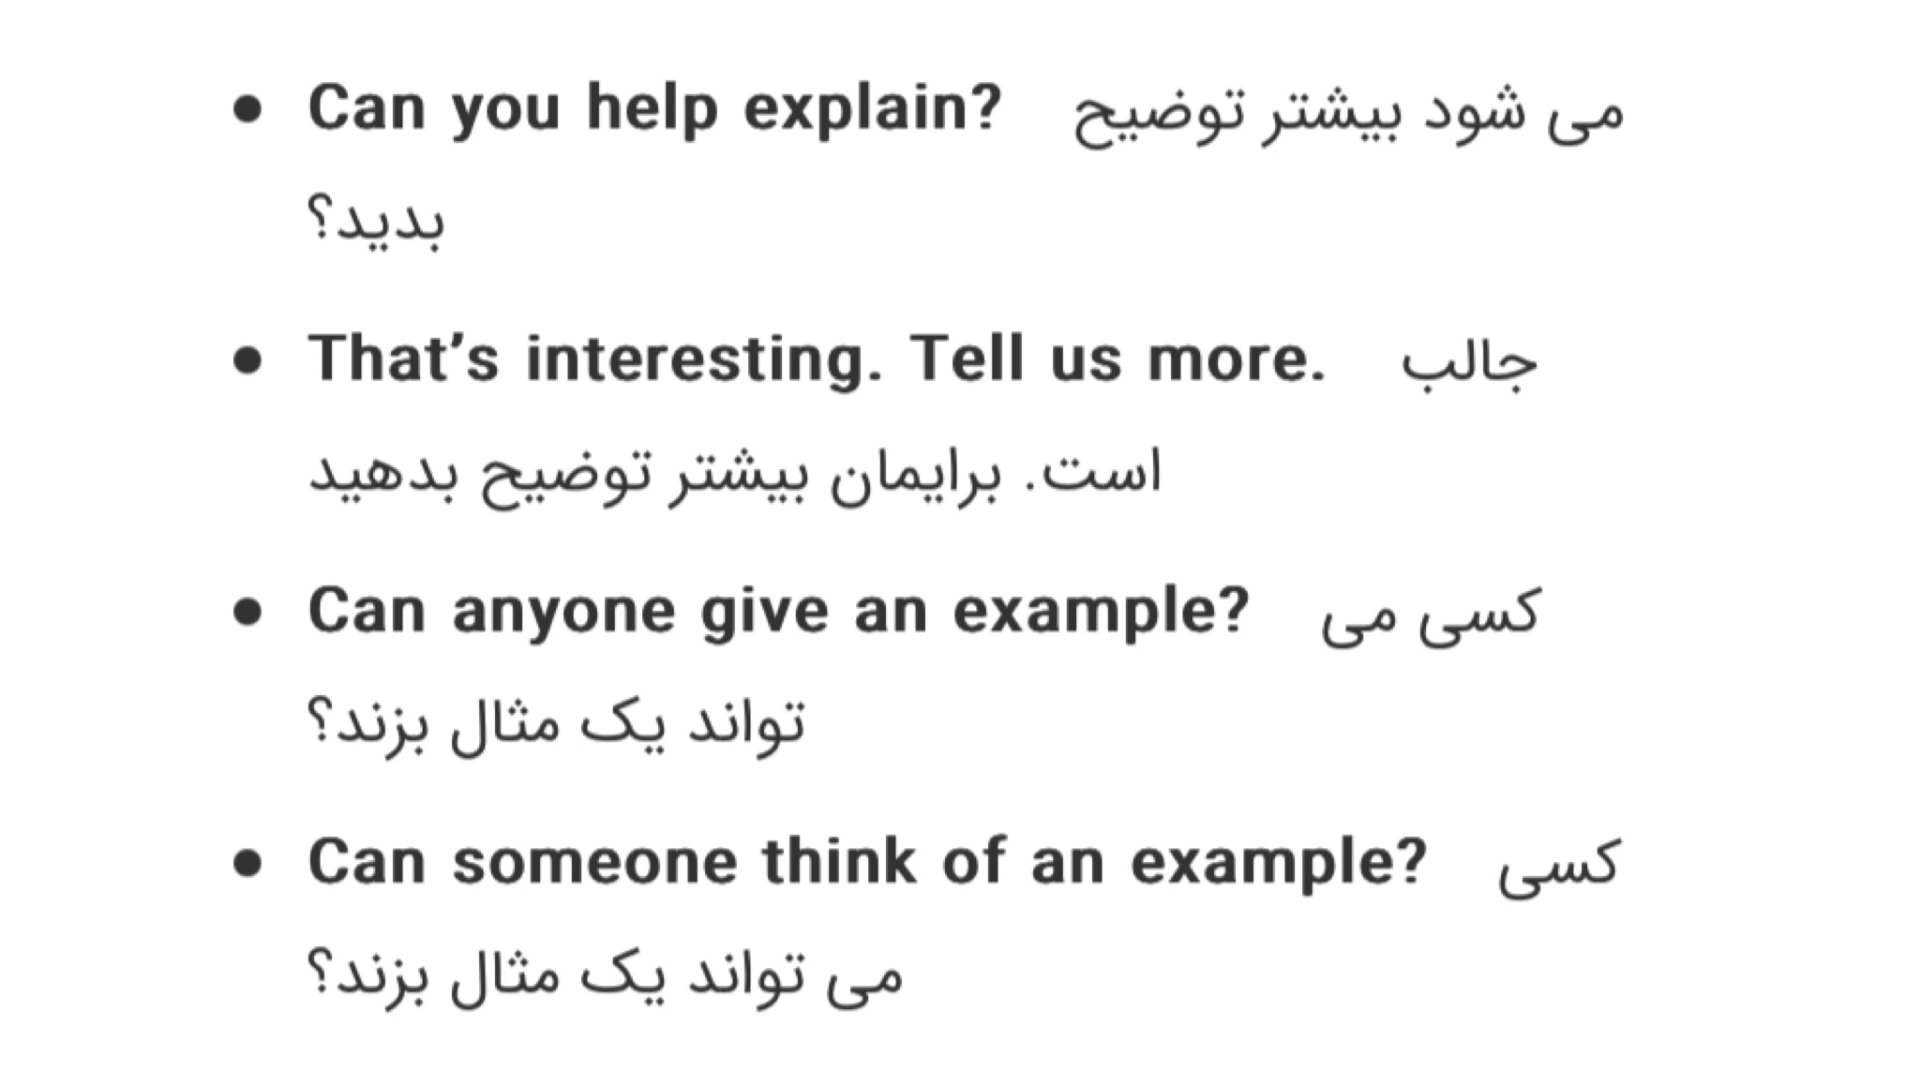 • Can you help explain? می شود بیشتر توضیح
بدید؟
• That’s interesting. Tell us more. جالب
است. برایمان بیشتر توضیح بدهید
• Can anyone give an example? کسی می
تواند یک مثال بزند؟
• Can someone think of an example? کسی
می تواند یک مثال بزند؟